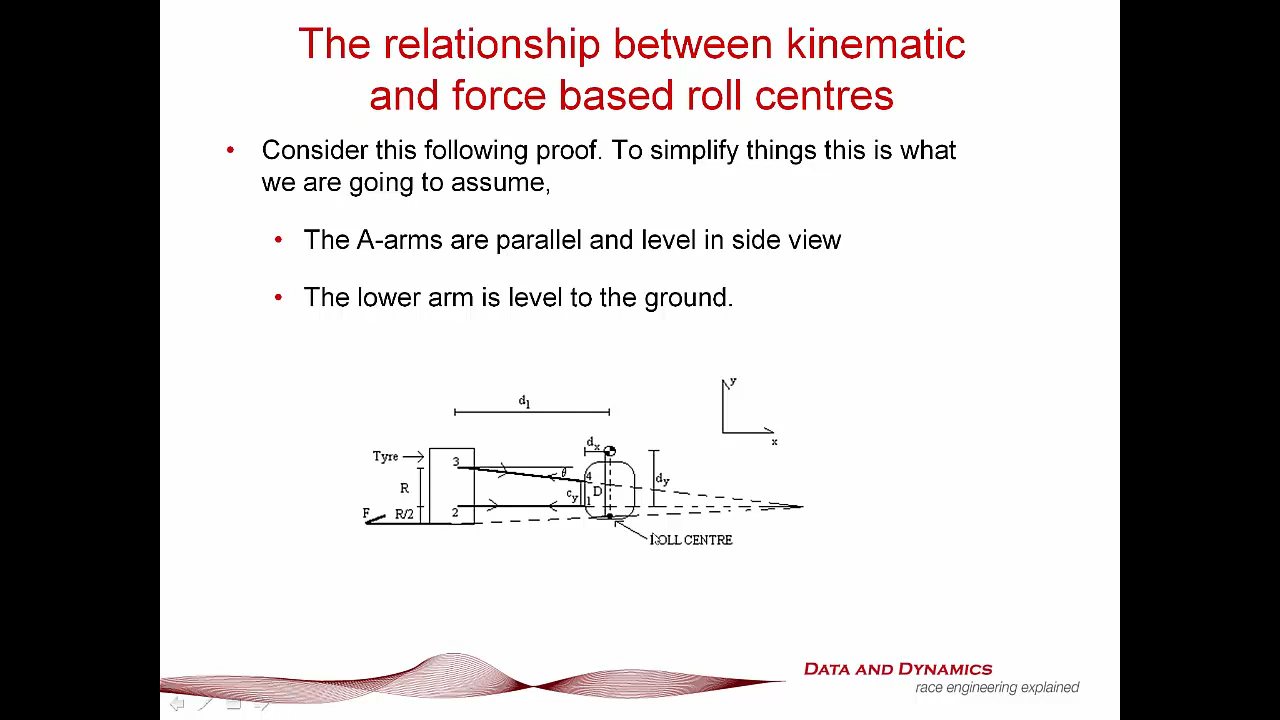 The relationship between kinematic
and force based roll centres
• Consider this following proof. To simplify things this is what
we are going to assume,
• The A-arms are parallel and level in side view
• The lower arm is level to the ground.
y
x
d1
dx
Tyre
3
θ
4
dy
R
cy
D
1
F
R/2
2
ROLL CENTRE
DATA AND DYNAMICS
race engineering explained